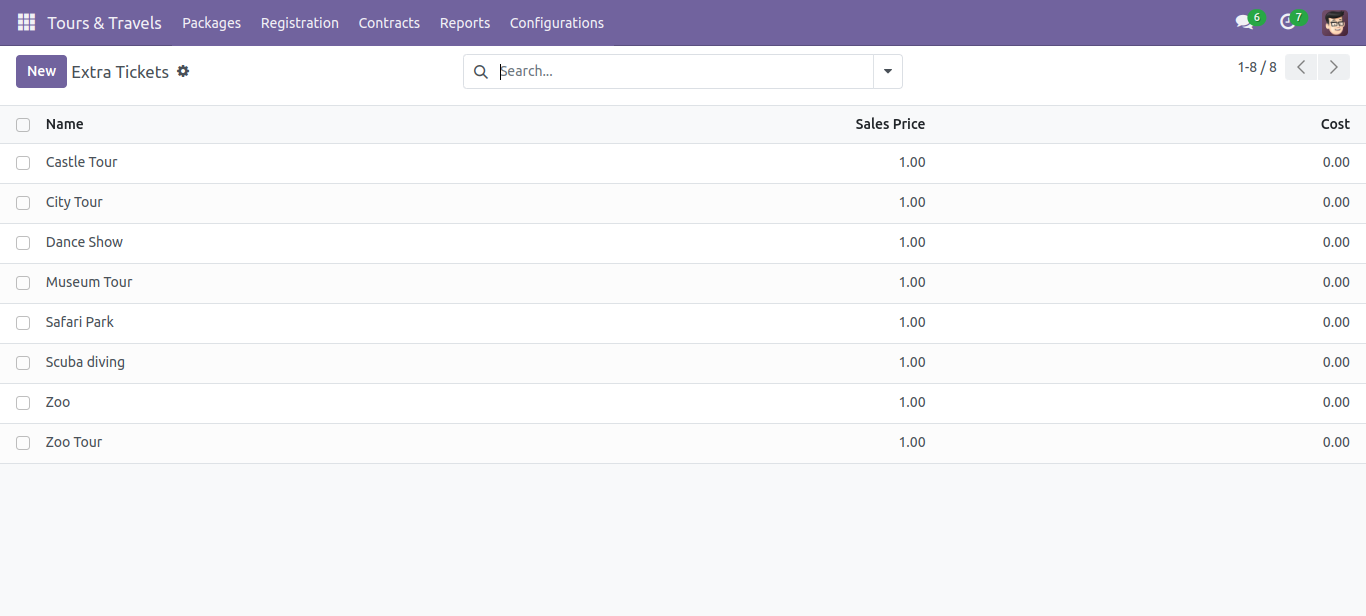 Tours & Travels Packages Registration Contracts Reports Configurations 6 7
New Extra Tickets Search... 1-8 / 8
Name Sales Price Cost
Castle Tour 1.00 0.00
City Tour 1.00 0.00
Dance Show 1.00 0.00
Museum Tour 1.00 0.00
Safari Park 1.00 0.00
Scuba diving 1.00 0.00
Zoo 1.00 0.00
Zoo Tour 1.00 0.00